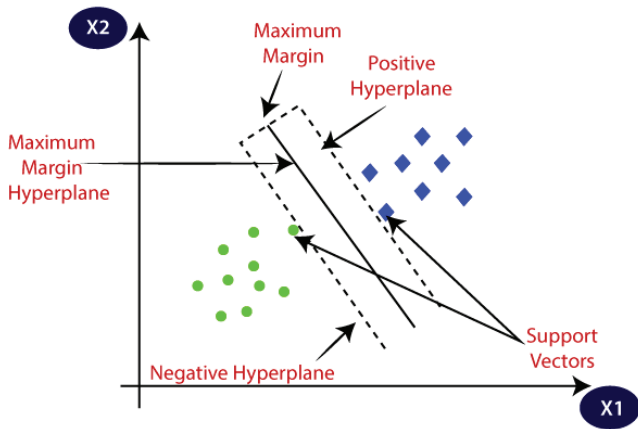 X2
Maximum
Margin
Positive
Hyperplane
Maximum
Margin
Hyperplane
Support
Vectors
Negative Hyperplane
X1